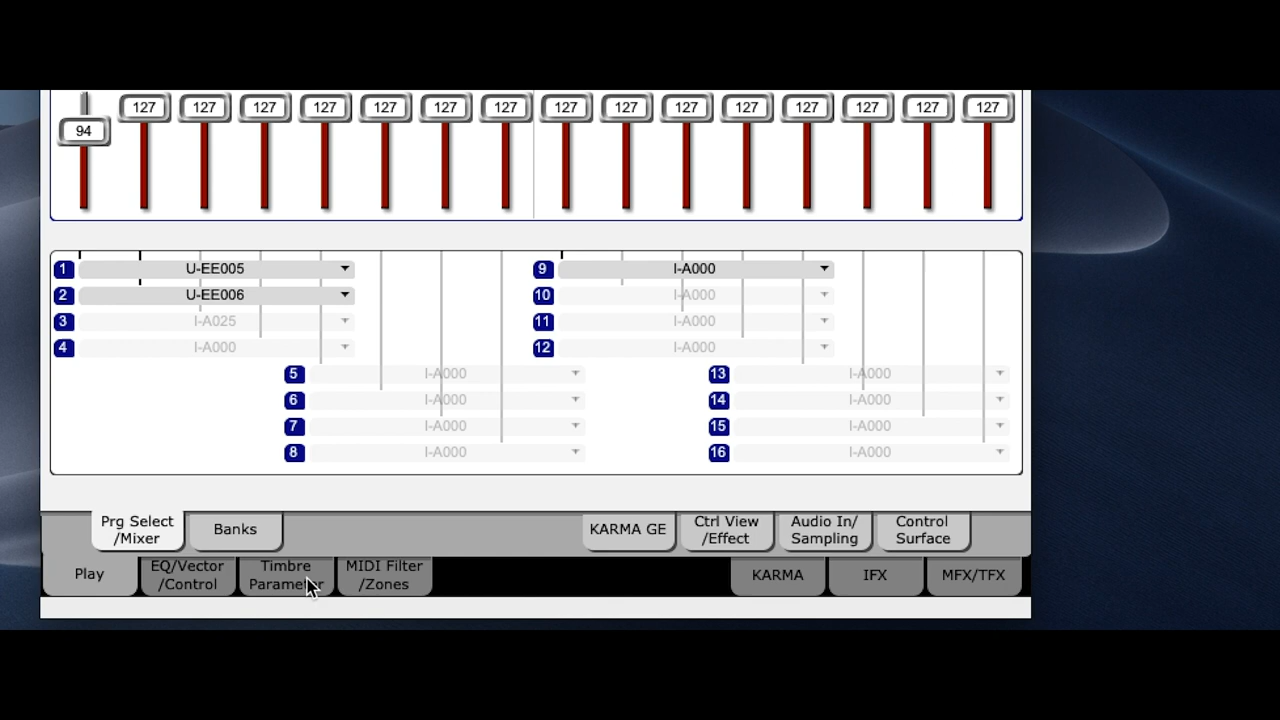 127 127 127 127 127 127 127 127 127 127 127 127 127 127 127
94
1 U-EE005 9 I-A000
2 U-EE006 10 I-A000
3 I-A025 11 I-A000
4 I-A000 12 I-A000
5 I-A000 13 I-A000
6 I-A000 14 I-A000
7 I-A000 15 I-A000
8 I-A000 16 I-A000
Prg Select
/Mixer
Banks
KARMA GE
Ctrl View
/Effect
Audio In/
Sampling
Control
Surface
Play
EQ/Vector
/Control
Timbre
Parameter
MIDI Filter
/Zones
KARMA
IFX
MFX/TFX